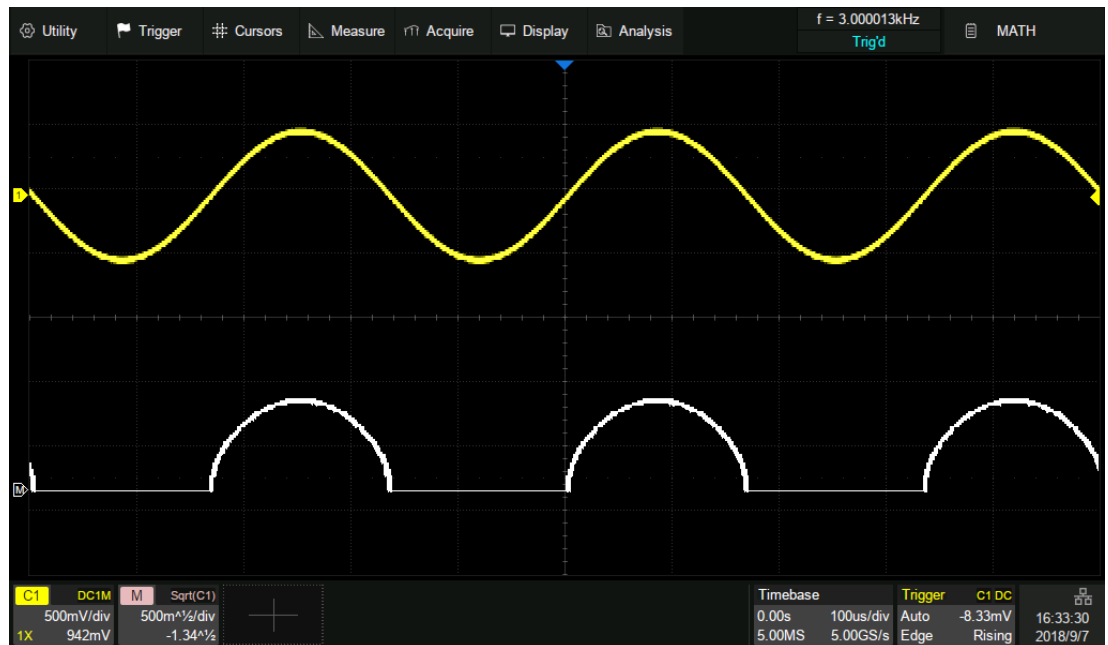 Utility Trigger Cursors Measure Acquire Display Analysis f = 3.000013kHz MATH
Trig'd
1
M
C1 DC1M M Sqrt(C1) Timebase Trigger C1 DC
500mV/div 500m^½/div 0.00s 100us/div Auto -8.33mV 16:33:30
1X 942mV -1.34^½ 5.00MS 5.00GS/s Edge Rising 2018/9/7